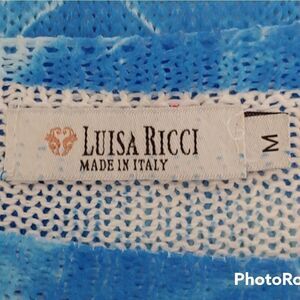 LUISA RICCI
MADE IN ITALY
M
PhotoRo